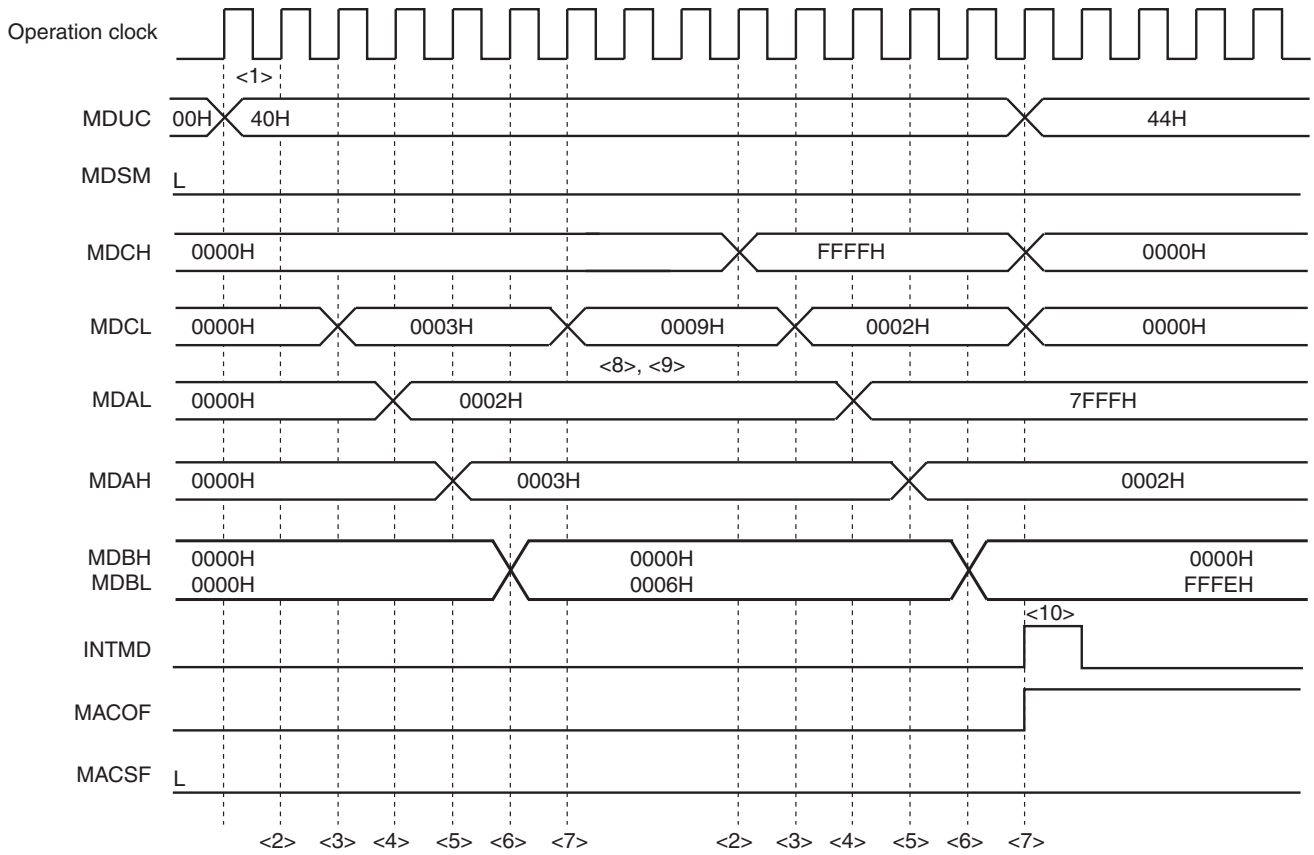 Operation clock
<1>
MDUC 00H 40H 44H
MDSM L
MDCH 0000H FFFFH 0000H
MDCL 0000H 0003H 0009H 0002H 0000H
<8>, <9>
MDAL 0000H 0002H 7FFFH
MDAH 0000H 0003H 0002H
MDBH 0000H 0000H 0000H
MDBL 0000H 0006H FFFEH
<10>
INTMD
MACOF
MACSF L
<2> <3> <4> <5> <6> <7> <2> <3> <4> <5> <6> <7>